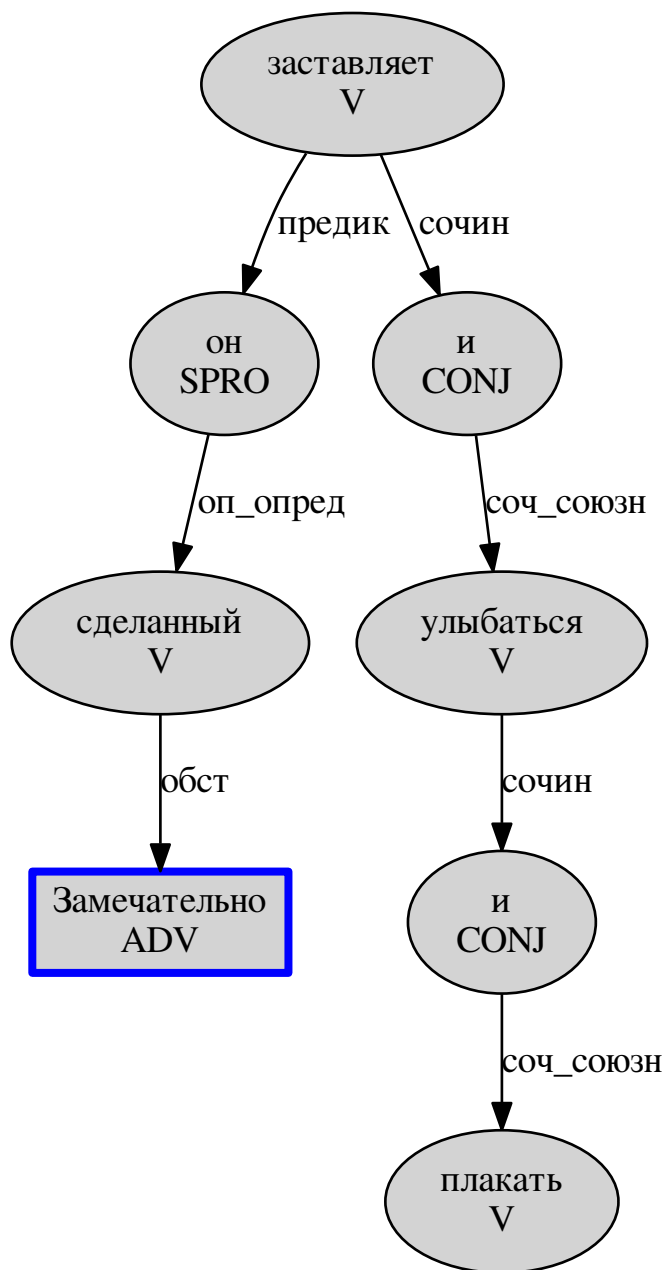 заставляет
V
предик
сочин
он
SPRO
и
CONJ
оп_опред
соч_союзн
сделанный
V
улыбаться
V
обст
сочин
Замечательно
ADV
и
CONJ
соч_союзн
плакать
V